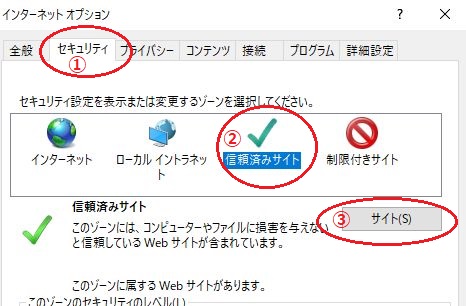 インターネット オプション ? ×
全般 セキュリティ プライバシー コンテンツ 接続 プログラム 詳細設定
①
セキュリティ設定を表示または変更するゾーンを選択してください。
②
インターネット ローカル イントラネッ 信頼済みサイト 制限付きサイト
ト
信頼済みサイト
③ サイト(S)
このゾーンには、コンピューターやファイルに損害を与えない
と信頼している Web サイトが含まれています。
このゾーンに属する Web サイトがあります。
このゾーンのセキュリティのレベル(L)